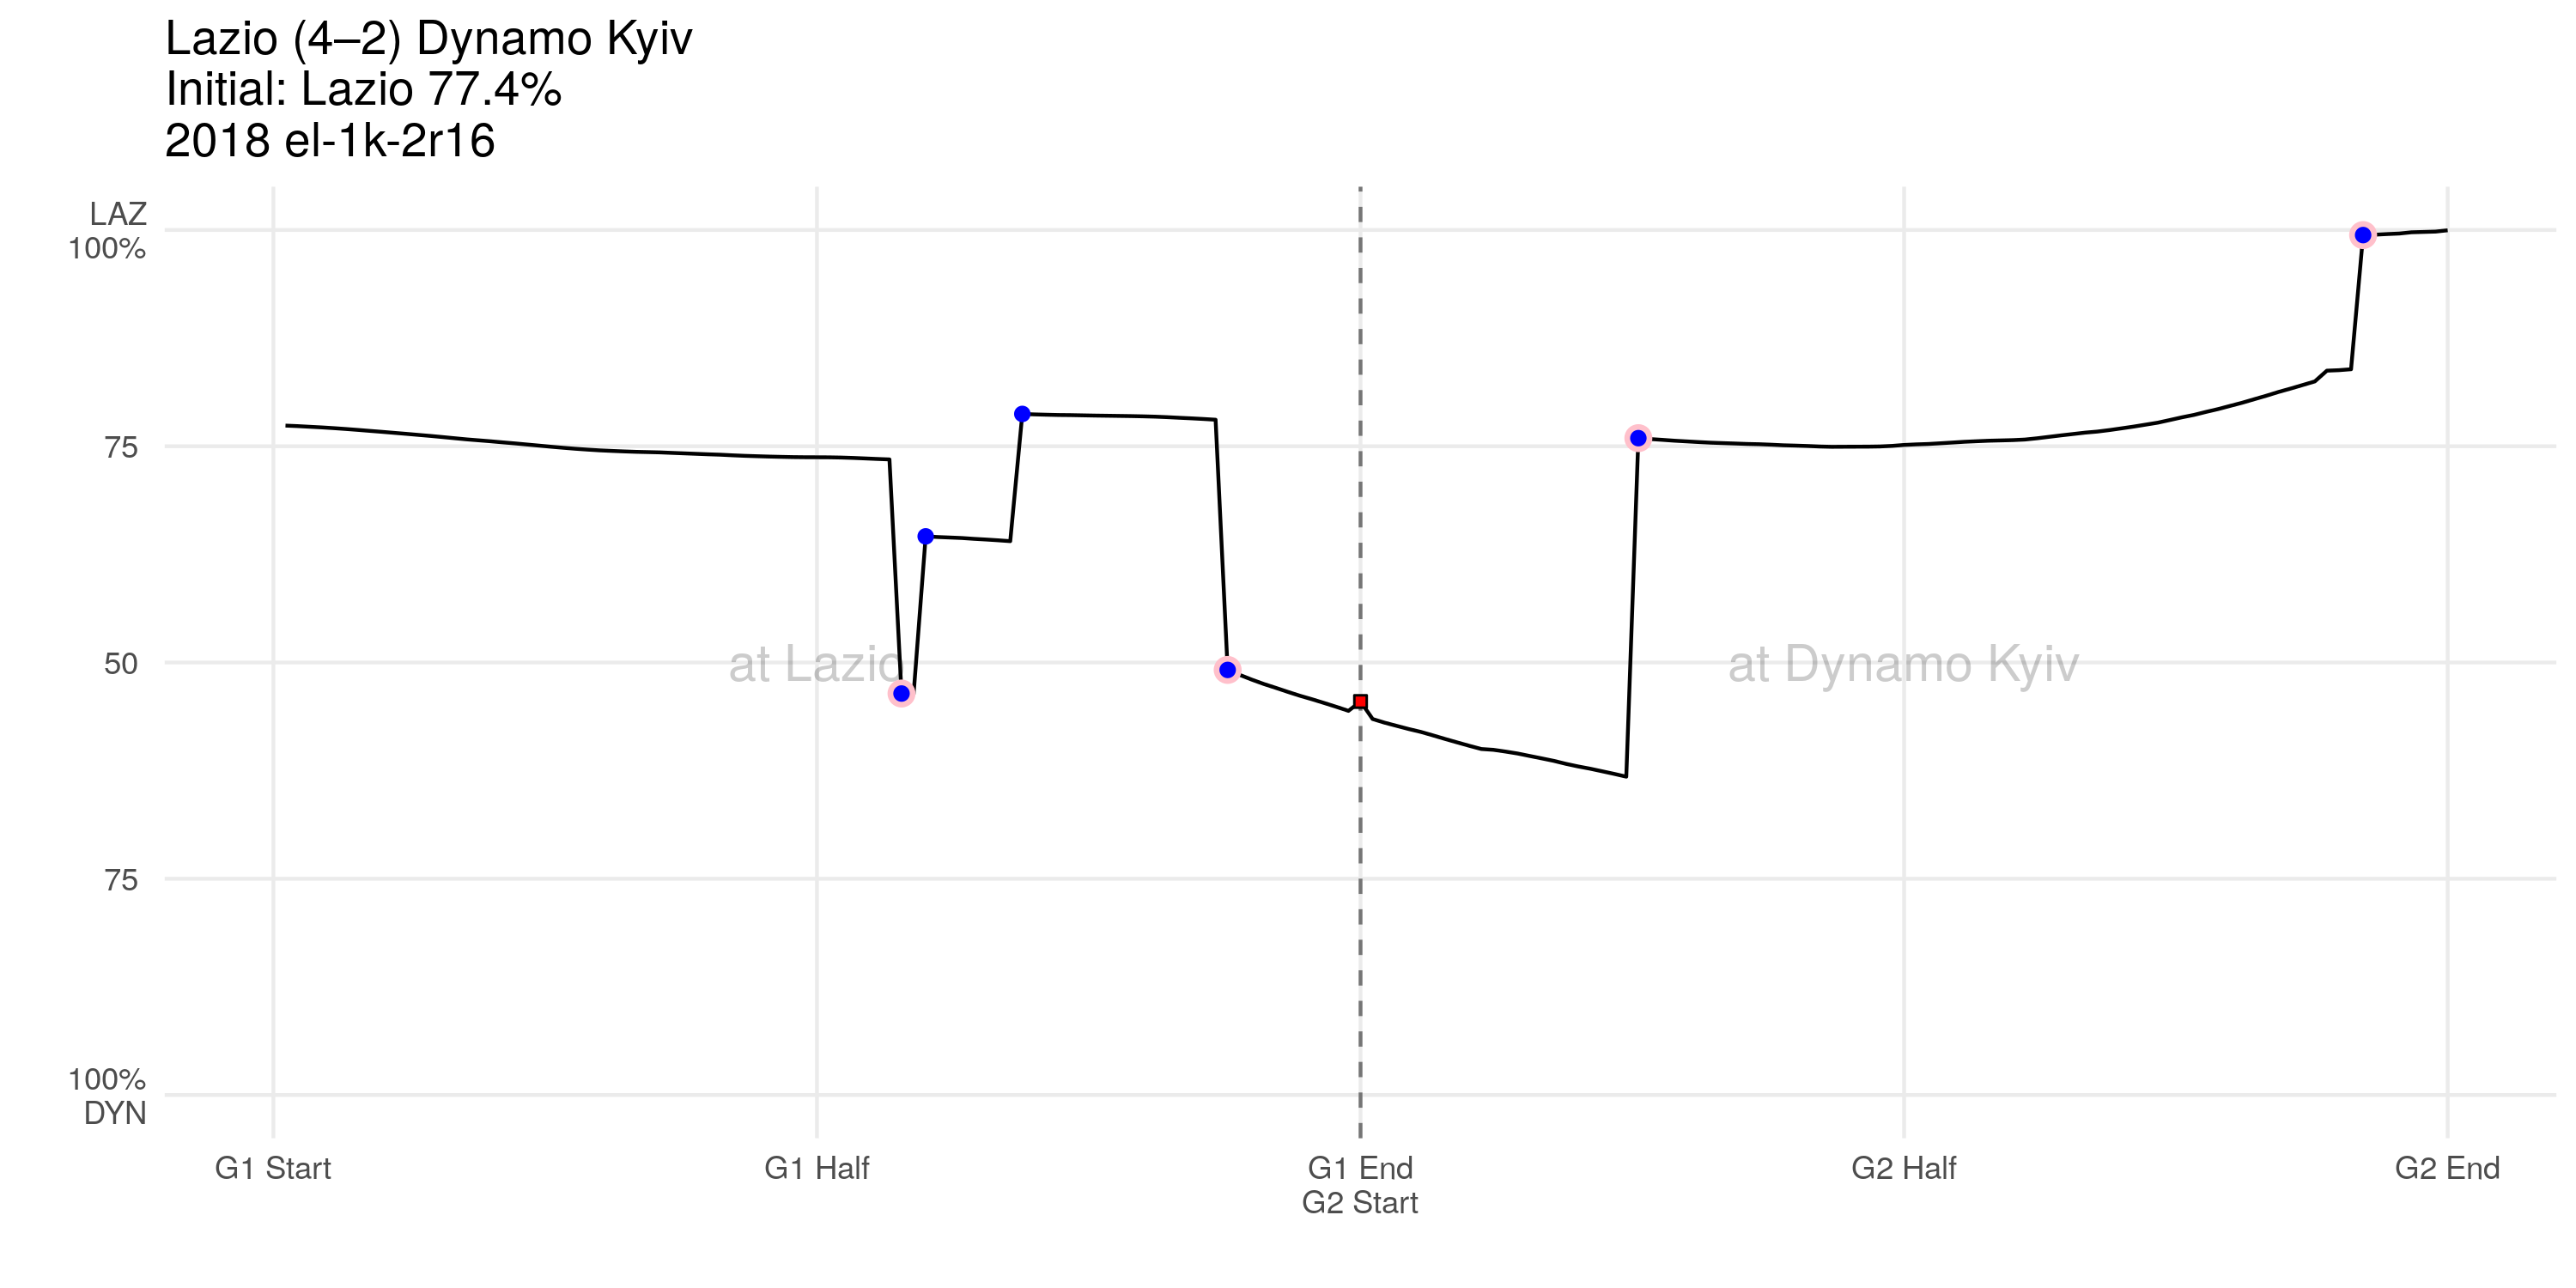 Lazio (4–2) Dynamo Kyiv
Initial: Lazio 77.4%
2018 el-1k-2r16
LAZ
100%
75
50
75
100%
DYN
at Lazio
at Dynamo Kyiv
G1 Start
G1 Half
G1 End
G2 Start
G2 Half
G2 End